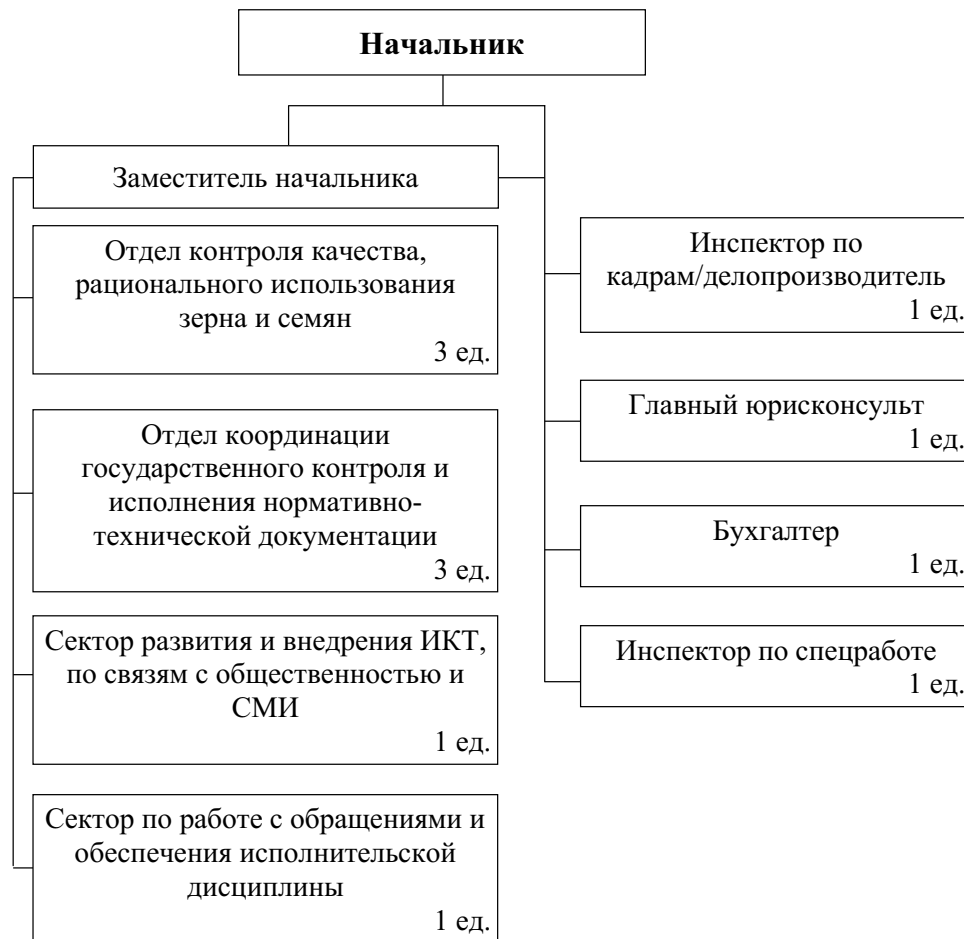 Начальник
Заместитель начальника
Отдел контроля качества,
рационального использования
зерна и семян
3 ед.
Отдел координации
государственного контроля и
исполнения нормативно-
технической документации
3 ед.
Сектор развития и внедрения ИКТ,
по связям с общественностью и
СМИ
1 ед.
Сектор по работе с обращениями и
обеспечения исполнительской
дисциплины
1 ед.
Инспектор по
кадрам/делопроизводитель
1 ед.
Главный юрисконсульт
1 ед.
Бухгалтер
1 ед.
Инспектор по спецработе
1 ед.